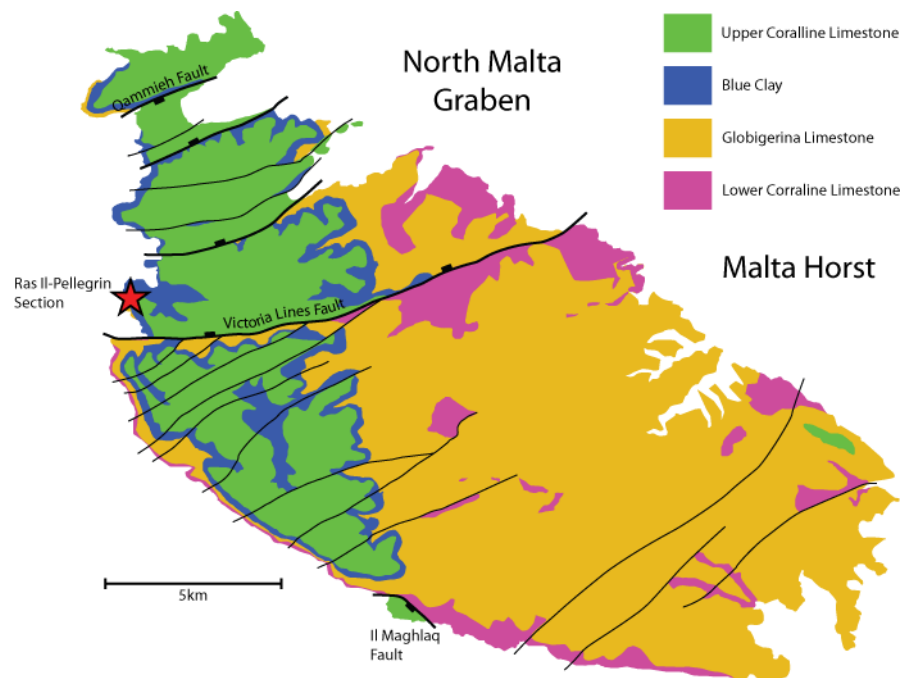 North Malta
Graben
Upper Coralline Limestone
Blue Clay
Globigerina Limestone
Lower Corraline Limestone
Qammieh Fault
Malta Horst
Ras Il-Pellegrin
Section
Victoria Lines Fault
5km
Il Maghlaq
Fault